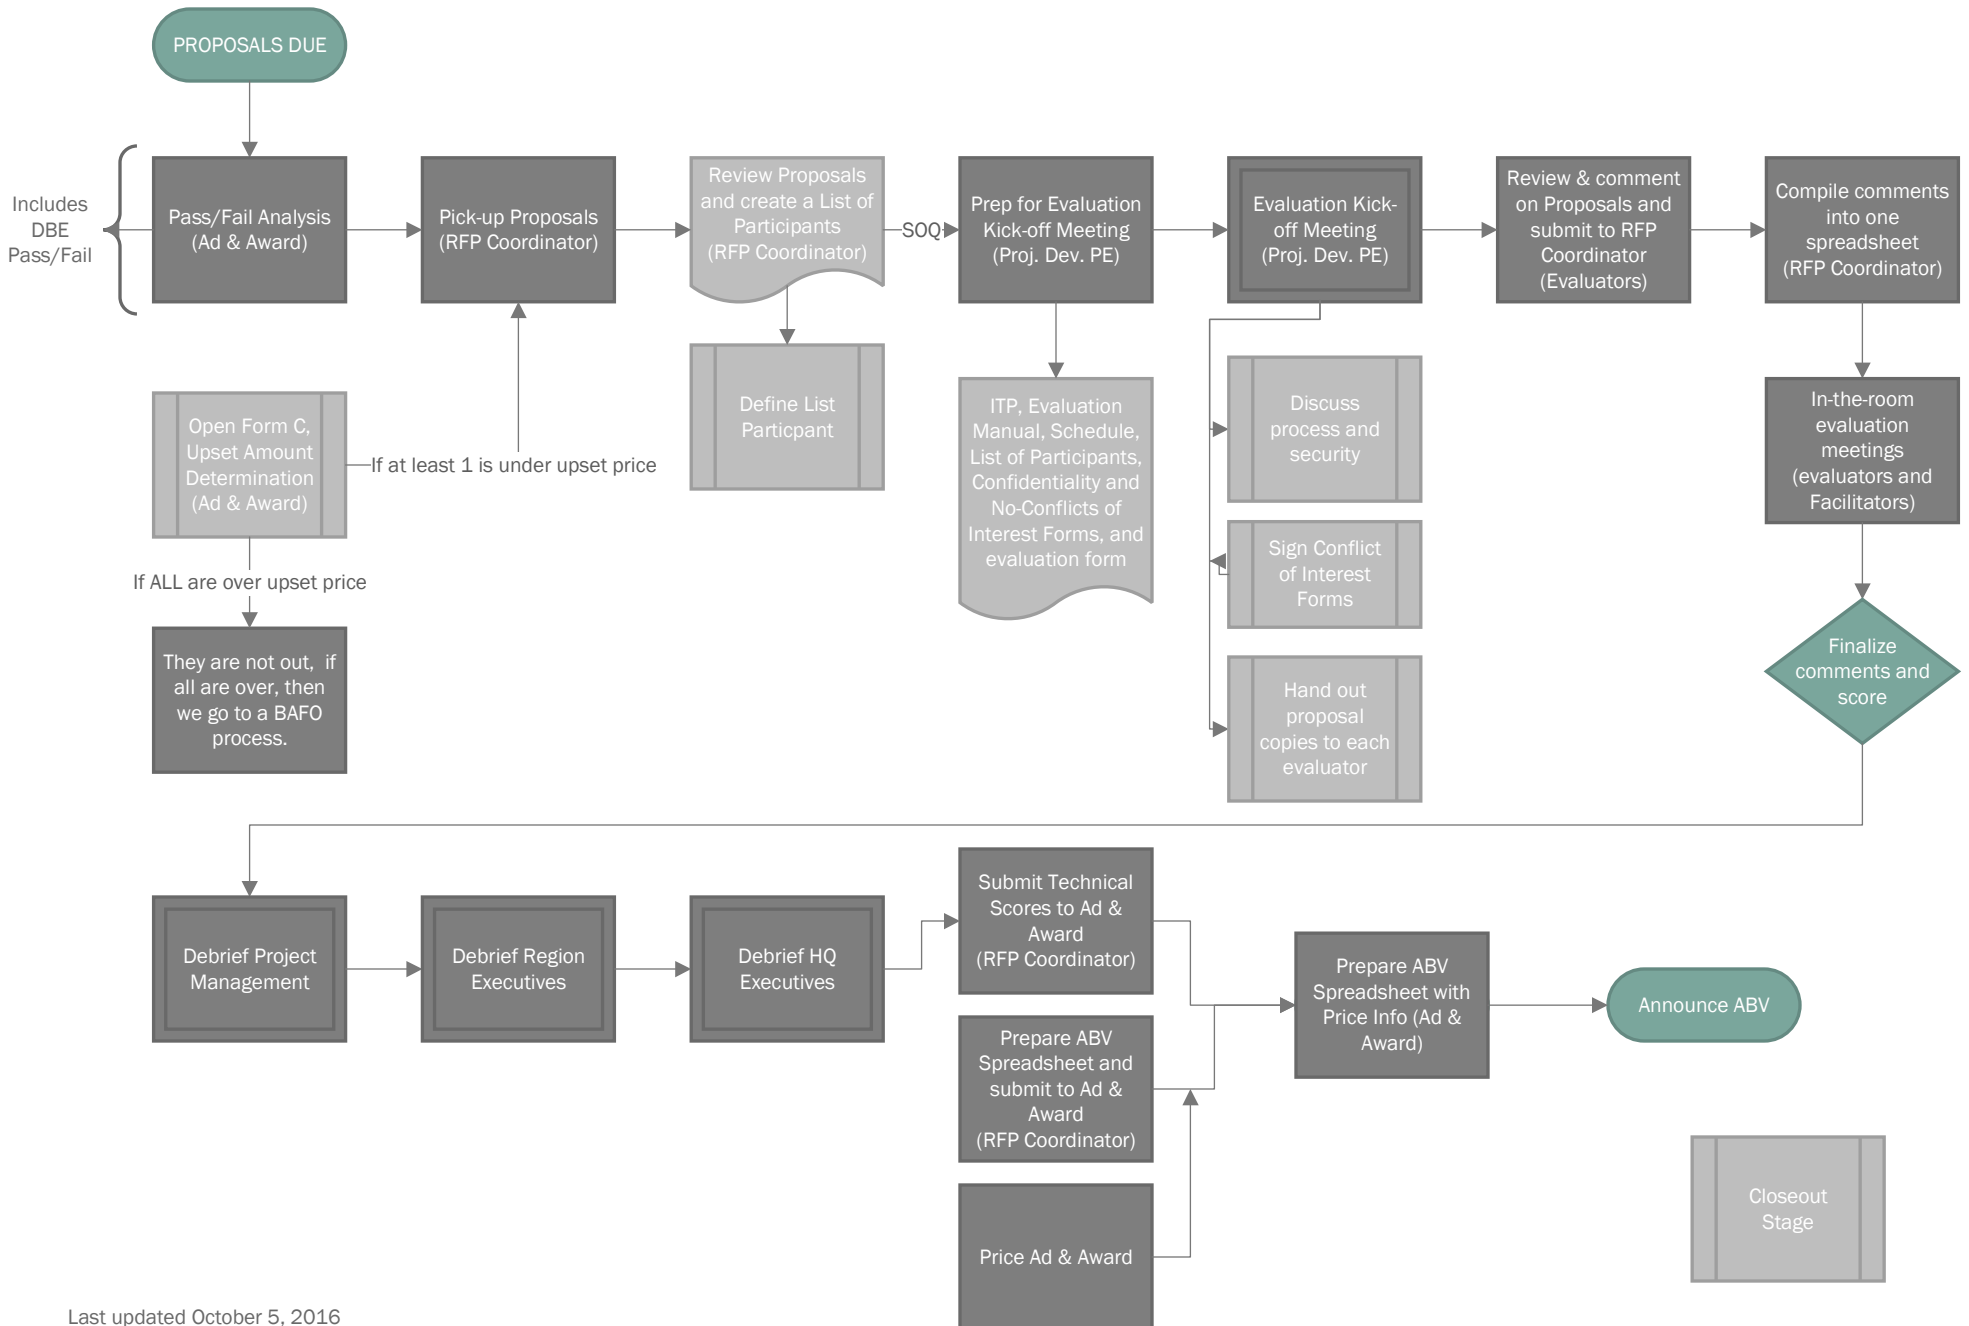 PROPOSALS DUE
Includes
DBE
Pass/Fail
Pass/Fail Analysis
(Ad & Award)
Pick-up Proposals
(RFP Coordinator)
Review Proposals
and create a List of
Participants
(RFP Coordinator)
SOQ
Prep for Evaluation
Kick-off Meeting
(Proj. Dev. PE)
Evaluation Kick-
off Meeting
(Proj. Dev. PE)
Review & comment
on Proposals and
submit to RFP
Coordinator
(Evaluators)
Compile comments
into one
spreadsheet
(RFP Coordinator)
Open Form C,
Upset Amount
Determination
(Ad & Award)
If at least 1 is under upset price
Define List
Particpant
ITP, Evaluation
Manual, Schedule,
List of Participants,
Confidentiality and
No-Conflicts of
Interest Forms, and
evaluation form
Discuss
process and
security
In-the-room
evaluation
meetings
(evaluators and
Facilitators)
If ALL are over upset price
Sign Conflict
of Interest
Forms
They are not out,  if
all are over, then
we go to a BAFO
process.
Hand out
proposal
copies to each
evaluator
Finalize
comments and
score
Debrief Project
Management
Debrief Region
Executives
Debrief HQ
Executives
Submit Technical
Scores to Ad &
Award
(RFP Coordinator)
Prepare ABV
Spreadsheet and
submit to Ad &
Award
(RFP Coordinator)
Price Ad & Award
Prepare ABV
Spreadsheet with
Price Info (Ad &
Award)
Announce ABV
Closeout
Stage
Last updated October 5, 2016